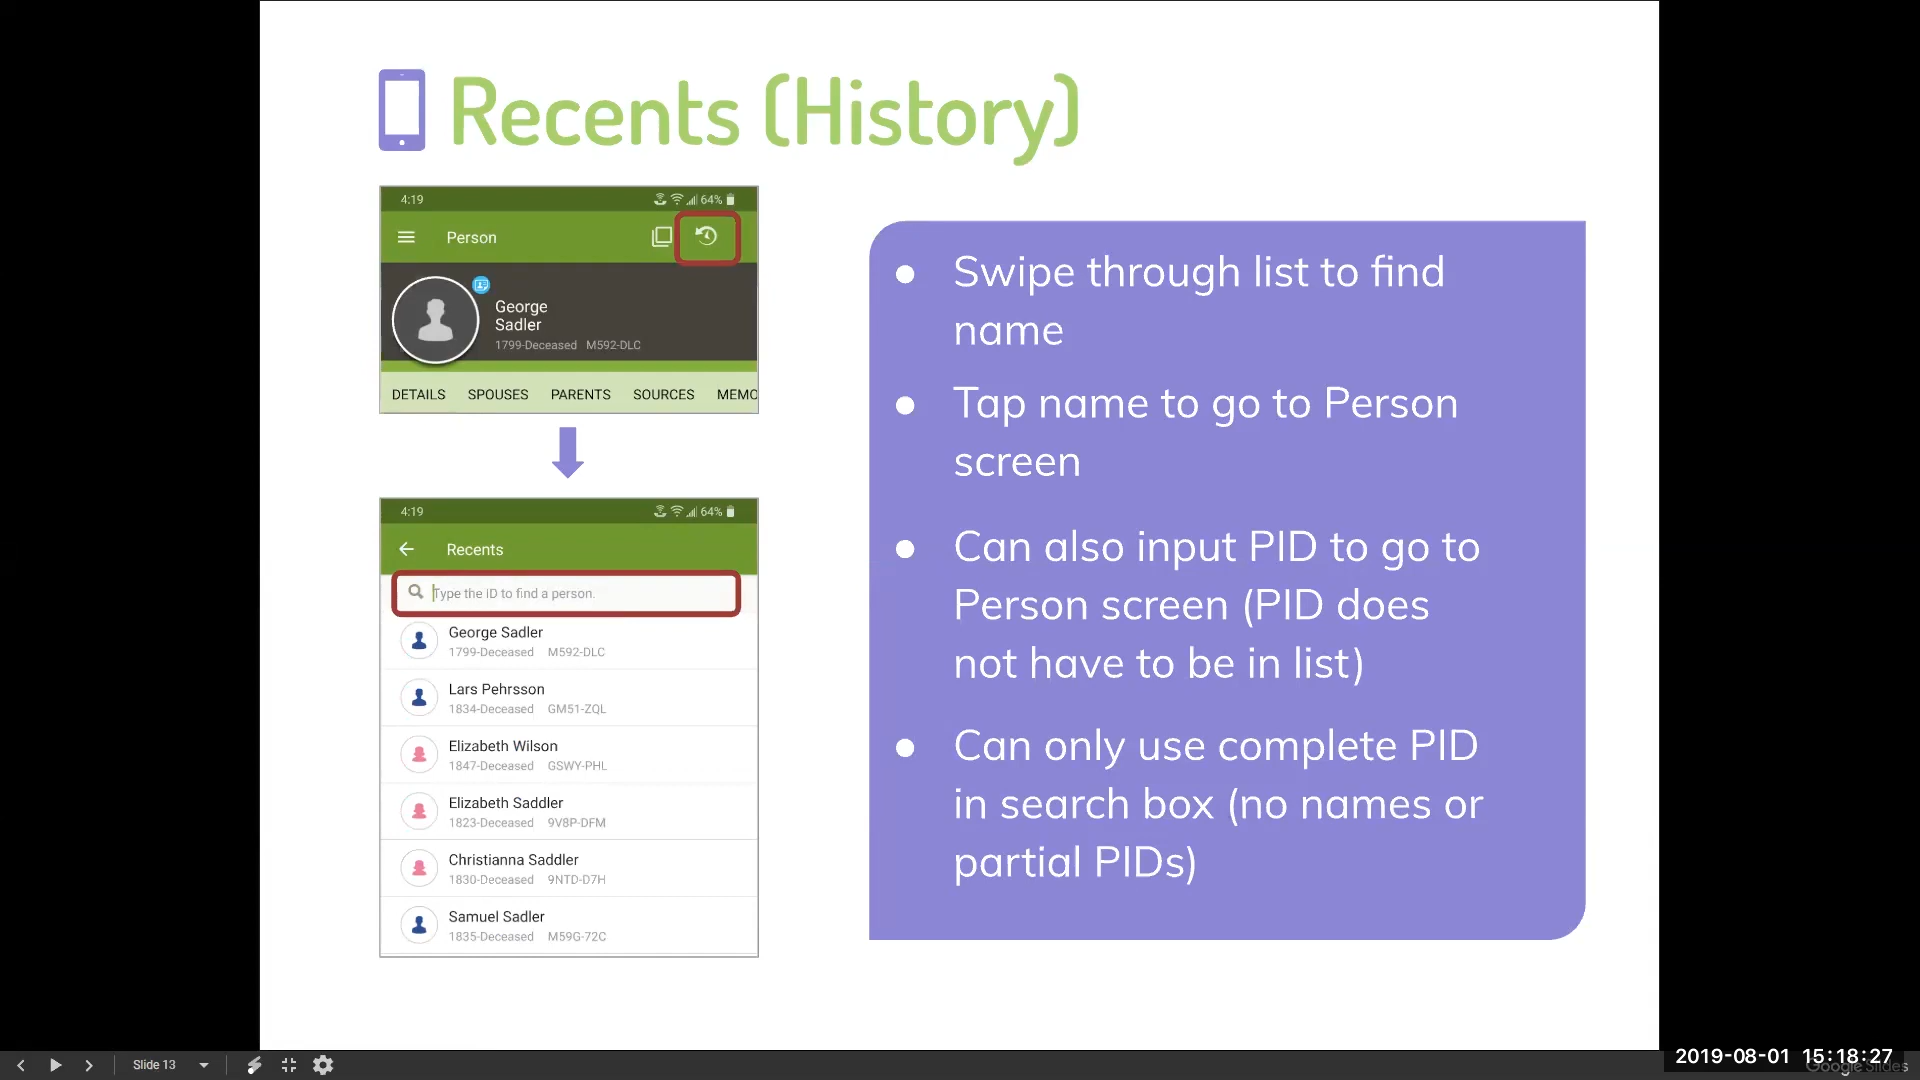 Recents (History)
4:19 64%
Person
George
Sadler
1799-Deceased M592-DLC
DETAILS SPOUSES PARENTS SOURCES MEMO
4:19 64%
Recents
Type the ID to find a person.
George Sadler
1799-Deceased M592-DLC
Lars Pehrsson
1834-Deceased GM51-ZQL
Elizabeth Wilson
1847-Deceased GSWY-PHL
Elizabeth Saddler
1823-Deceased 9V8P-DFM
Christianna Saddler
1830-Deceased 9NTD-D7H
Samuel Sadler
1835-Deceased M59G-72C
● Swipe through list to find
name
● Tap name to go to Person
screen
● Can also input PID to go to
Person screen (PID does
not have to be in list)
● Can only use complete PID
in search box (no names or
partial PIDs)
Slide 13
2019-08-01 15:18:27
Google Slides